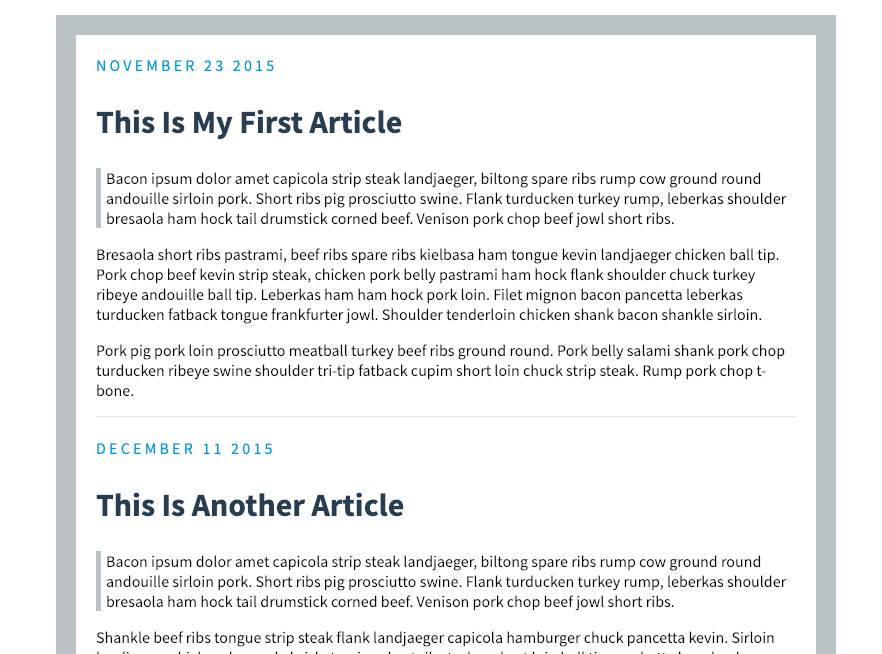 NOVEMBER 23 2015
This Is My First Article
Bacon ipsum dolor amet capicola strip steak landjaeger, biltong spare ribs rump cow ground round
andouille sirloin pork. Short ribs pig prosciutto swine. Flank turducken turkey rump, leberkas shoulder
bresaola ham hock tail drumstick corned beef. Venison pork chop beef jowl short ribs.
Bresaola short ribs pastrami, beef ribs spare ribs kielbasa ham tongue kevin landjaeger chicken ball tip.
Pork chop beef kevin strip steak, chicken pork belly pastrami ham hock flank shoulder chuck turkey
ribeye andouille ball tip. Leberkas ham ham hock pork loin. Filet mignon bacon pancetta leberkas
turducken fatback tongue frankfurter jowl. Shoulder tenderloin chicken shank bacon shankle sirloin.
Pork pig pork loin prosciutto meatball turkey beef ribs ground round. Pork belly salami shank pork chop
turducken ribeye swine shoulder tri-tip fatback cupim short loin chuck strip steak. Rump pork chop t-
bone.
DECEMBER 11 2015
This Is Another Article
Bacon ipsum dolor amet capicola strip steak landjaeger, biltong spare ribs rump cow ground round
andouille sirloin pork. Short ribs pig prosciutto swine. Flank turducken turkey rump, leberkas shoulder
bresaola ham hock tail drumstick corned beef. Venison pork chop beef jowl short ribs.
Shankle beef ribs tongue strip steak flank landjaeger capicola hamburger chuck pancetta kevin. Sirloin